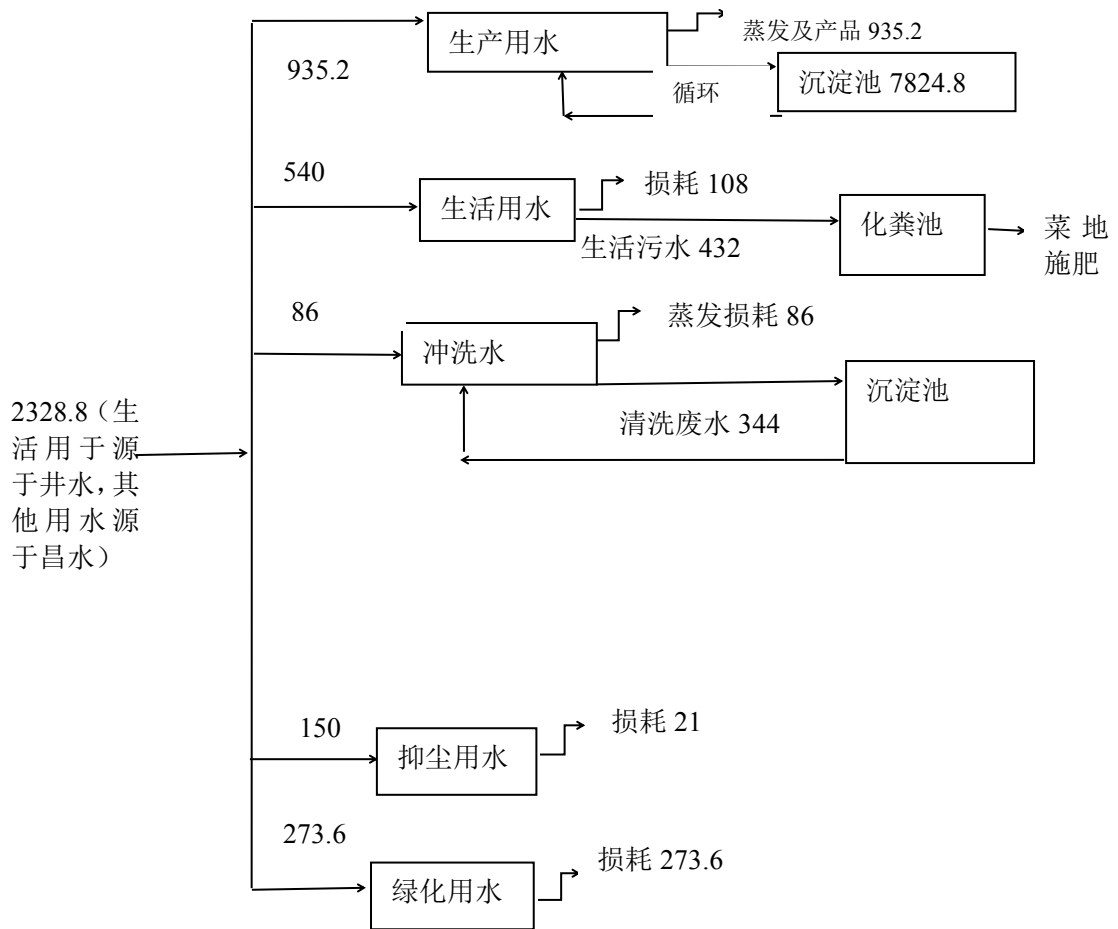 生产用水
蒸发及产品 935.2
935.2
循环
沉淀池 7824.8
540
生活用水
损耗 108
生活污水 432
化粪池
菜 地
施肥
86
冲洗水
蒸发损耗 86
清洗废水 344
沉淀池
2328.8（生
活用于源
于井水，其
他用水源
于昌水）
150
抑尘用水
损耗 21
273.6
绿化用水
损耗 273.6